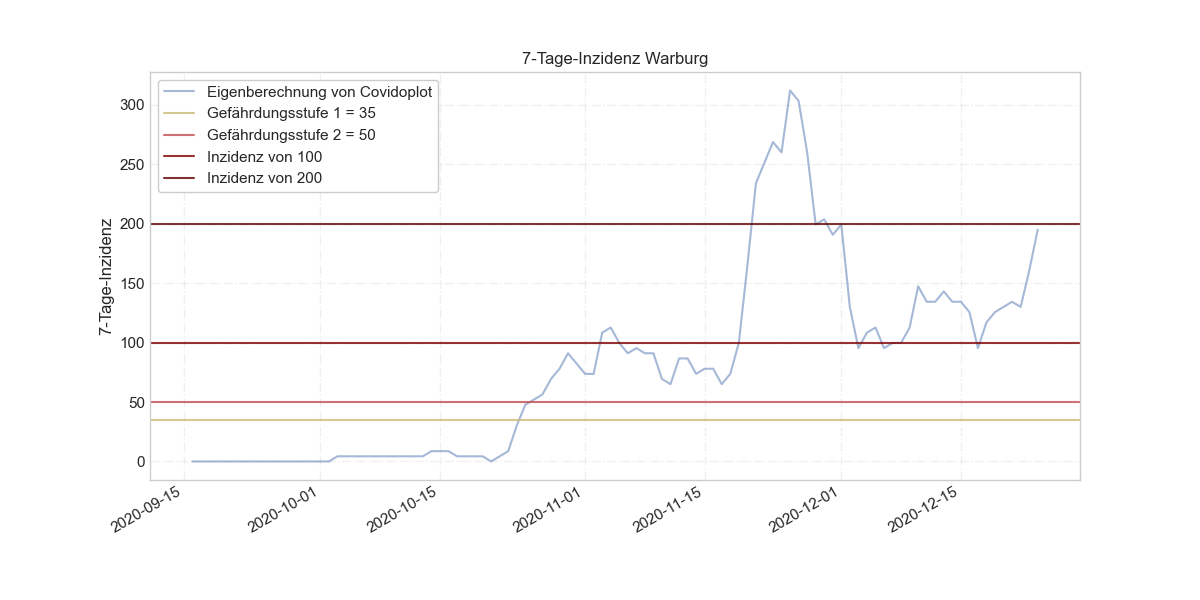 7-Tage-Inzidenz Warburg
Eigenberechnung von Covidoplot
Gefährdungsstufe 1 = 35
Gefährdungsstufe 2 = 50
Inzidenz von 100
Inzidenz von 200
7-Tage-Inzidenz
300
250
200
150
100
50
0
2020-09-15
2020-10-01
2020-10-15
2020-11-01
2020-11-15
2020-12-01
2020-12-15